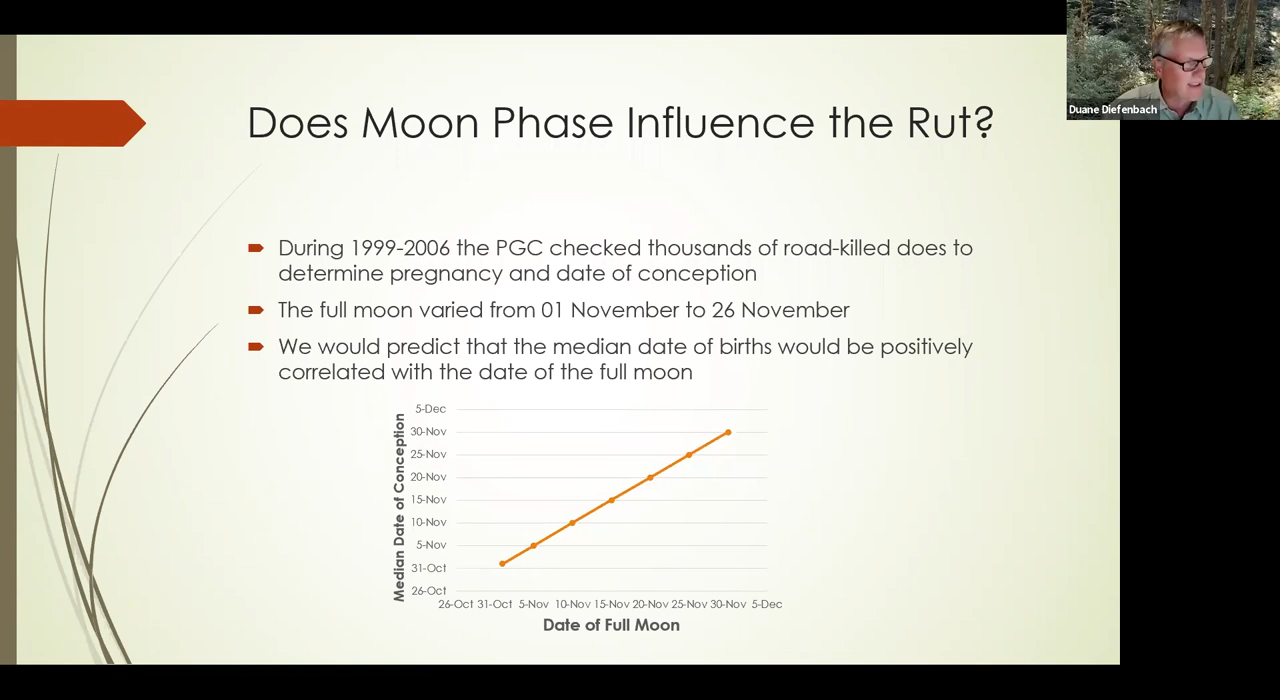 Duane Diefenbach
Does Moon Phase Influence the Rut?
During 1999-2006 the PGC checked thousands of road-killed does to
determine pregnancy and date of conception
The full moon varied from 01 November to 26 November
We would predict that the median date of births would be positively
correlated with the date of the full moon
Median Date of Conception
5-Dec
30-Nov
25-Nov
20-Nov
15-Nov
10-Nov
5-Nov
31-Oct
26-Oct
26-Oct 31-Oct 5-Nov 10-Nov 15-Nov 20-Nov 25-Nov 30-Nov 5-Dec
Date of Full Moon